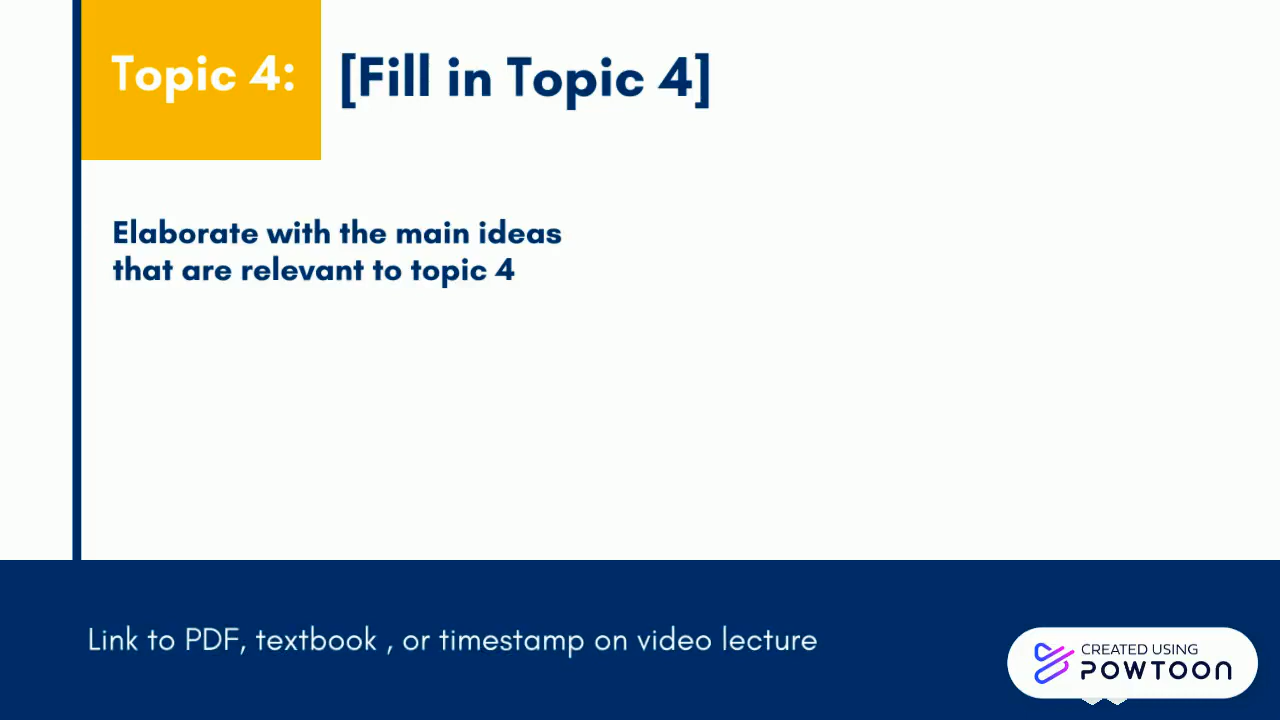 Topic 4:
[Fill in Topic 4]
Elaborate with the main ideas
that are relevant to topic 4
Link to PDF, textbook , or timestamp on video lecture
CREATED USING
POWTOON